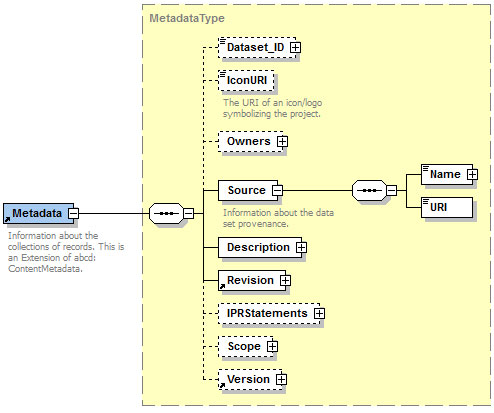 MetadataType
Dataset_ID
IconURI
The URI of an icon/logo
symbolizing the project.
Owners
Source
Information about the data
set provenance.
Name
URI
Metadata
Information about the
collections of records. This is
an Extension of abcd:
ContentMetadata.
Description
Revision
IPRStatements
Scope
Version